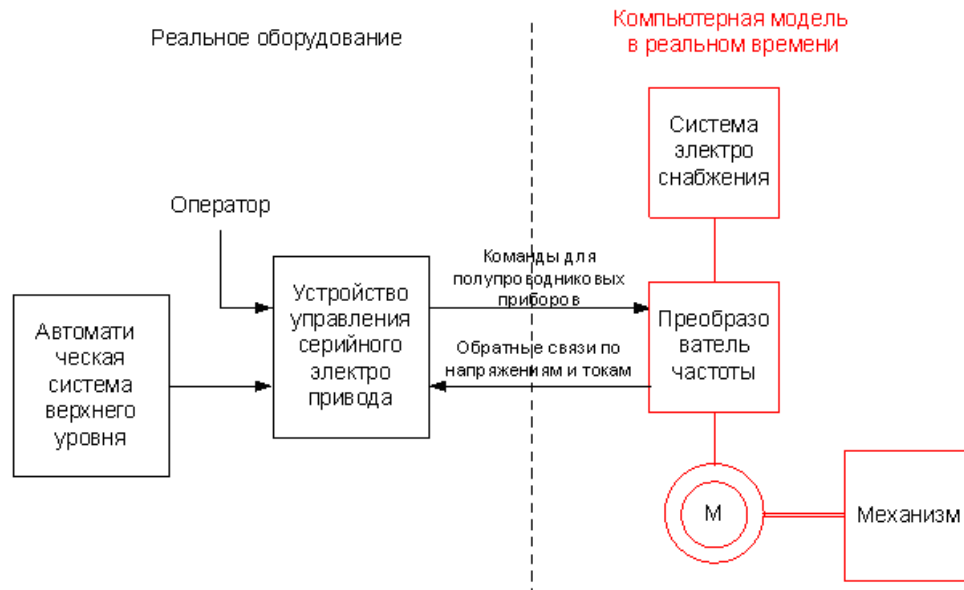 Реальное оборудование
Компьютерная модель
в реальном времени
Система
электро
снабжения
Оператор
Команды для
полупроводниковых
приборов
Устройство
управления
серийного
электро
привода
Автомати
ческая
система
верхнего
уровня
Преобразо
ватель
частоты
Обратные связи по
напряжениям и токам
М
Механизм